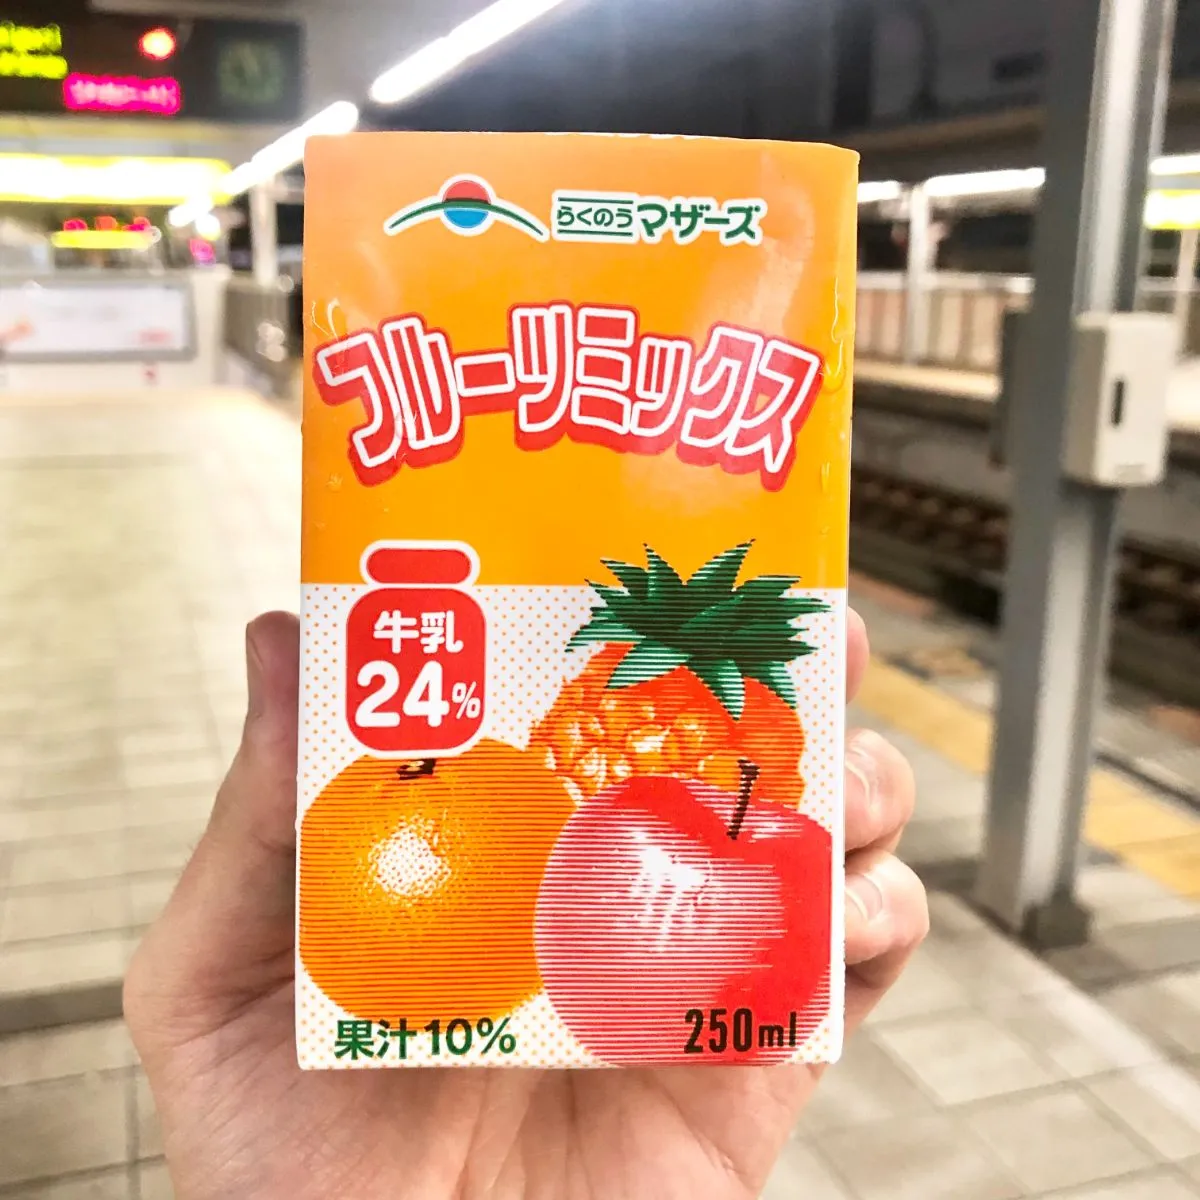 らくのうマザーズ
フルーツミックス
牛乳
24%
果汁10%
250ml